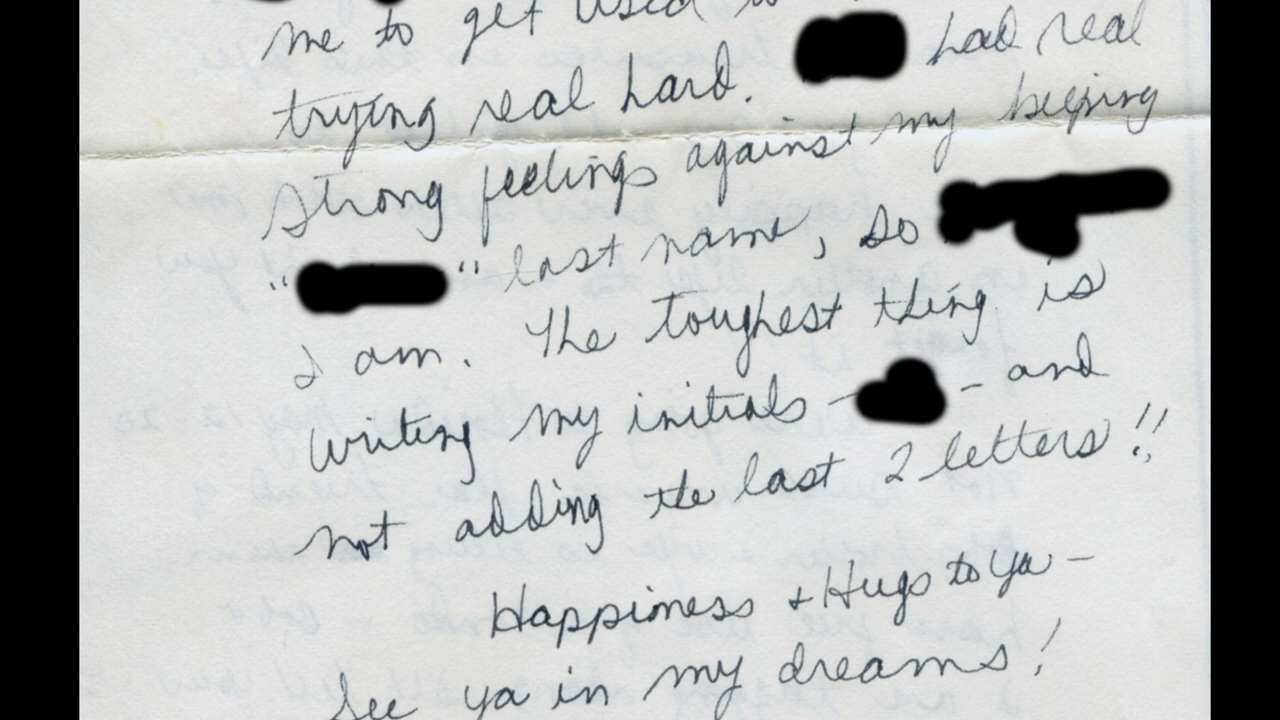 me to get used to
trying real hard. had real
strong feelings against my keeping
" " last name, so
I am. The toughest thing is
writing my initials - - and
not adding the last 2 letters!!
Happiness & Hugs to ya -
See ya in my dreams!